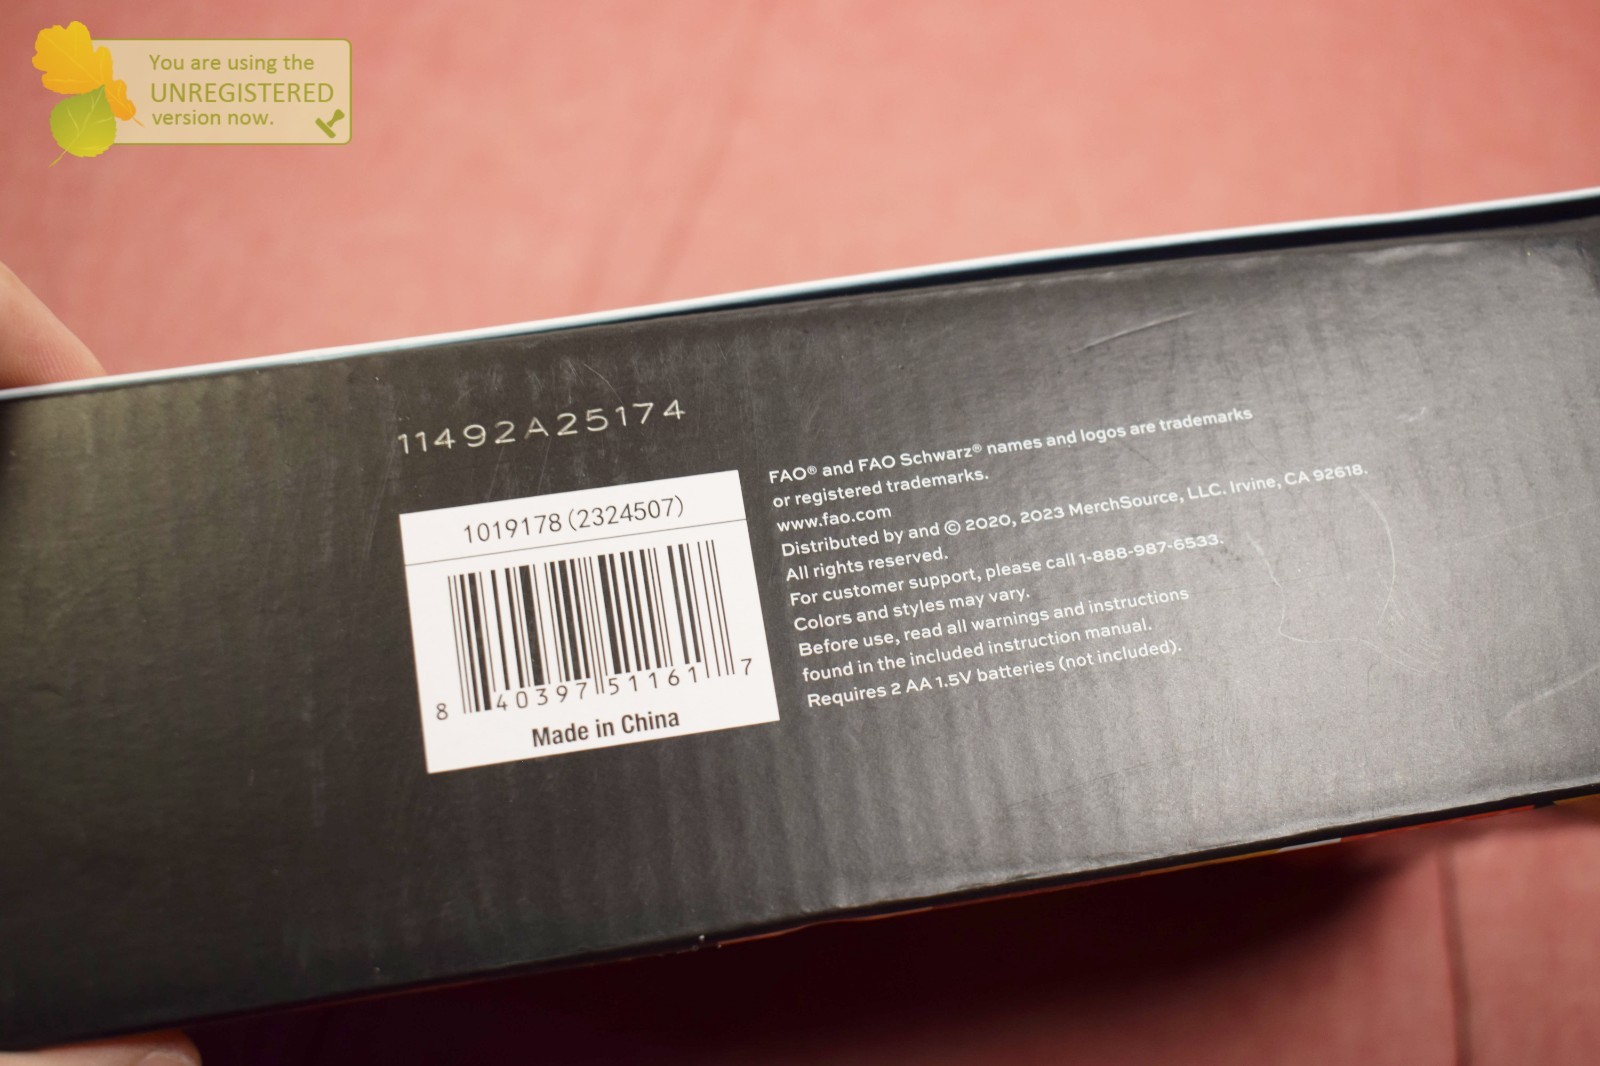 You are using the
UNREGISTERED
version now.
11492A25174
1019178 (2324507)
8 40397 51161 7
Made in China
FAO® and FAO Schwarz® names and logos are trademarks
or registered trademarks.
www.fao.com
Distributed by and © 2020, 2023 MerchSource, LLC. Irvine, CA 92618.
All rights reserved.
For customer support, please call 1-888-987-6533.
Colors and styles may vary.
Before use, read all warnings and instructions
found in the included instruction manual.
Requires 2 AA 1.5V batteries (not included).